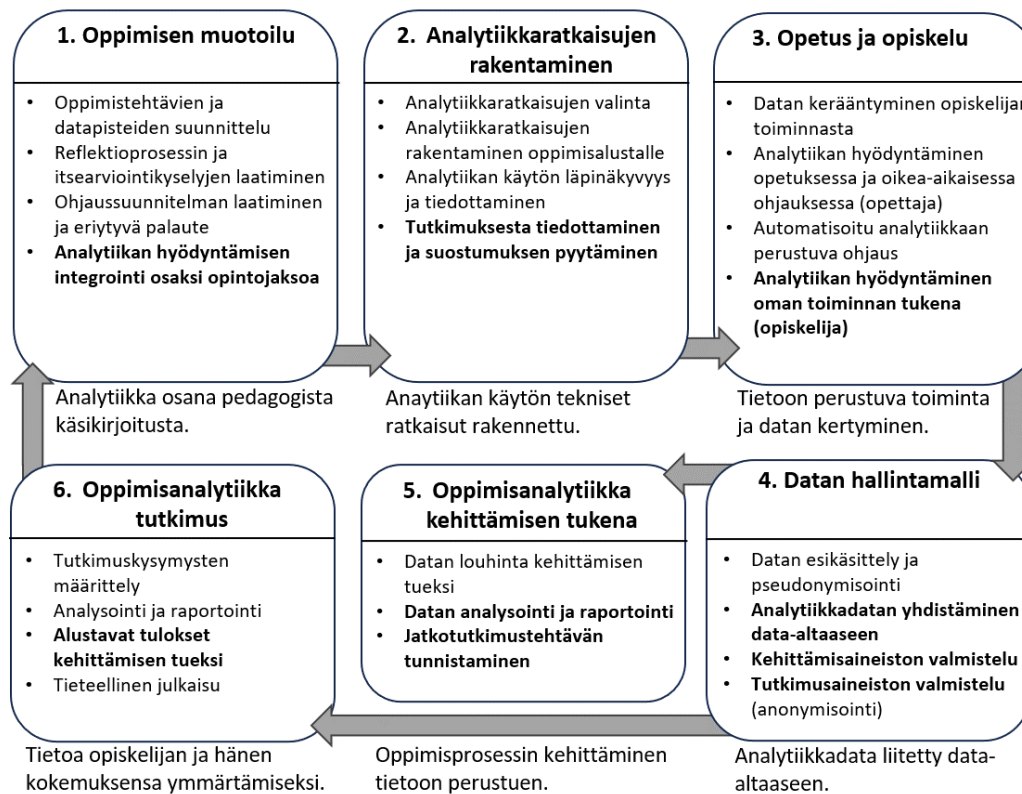 1. Oppimisen muotoilu
• Oppimistehtävien ja
datapisteiden suunnittelu
• Reflektioprosessin ja
itsearviointikyselyjen laatiminen
• Ohjaussuunnitelman laatiminen
ja eriytyvä palaute
• Analytiikan hyödyntämisen
integrointi osaksi opintojaksoa
Analytiikka osana pedagogista
käsikirjoitusta.
2. Analytiikkaratkaisujen
rakentaminen
• Analytiikkaratkaisujen valinta
• Analytiikkaratkaisujen
rakentaminen oppimisalustalle
• Analytiikan käytön läpinäkyvyys
ja tiedottaminen
• Tutkimuksesta tiedottaminen
ja suostumuksen pyytäminen
Anaytiikan käytön tekniset
ratkaisut rakennettu.
3. Opetus ja opiskelu
• Datan kerääntyminen opiskelijan
toiminnasta
• Analytiikan hyödyntäminen
opetuksessa ja oikea-aikaisessa
ohjauksessa (opettaja)
• Automatisoitu analytiikkaan
perustuva ohjaus
• Analytiikan hyödyntäminen
oman toiminnan tukena
(opiskelija)
Tietoon perustuva toiminta
ja datan kertyminen.
4. Datan hallintamalli
• Datan esikäsittely ja
pseudonymisointi
• Analytiikkadatan yhdistäminen
data-altaaseen
• Kehittämisaineiston valmistelu
• Tutkimusaineiston valmistelu
(anonymisointi)
Analytiikkadata liitetty data-
altaaseen.
5. Oppimisanalytiikka
kehittämisen tukena
• Datan louhinta kehittämisen
tueksi
• Datan analysointi ja raportointi
• Jatkotutkimustehtävän
tunnistaminen
Oppimisprosessin kehittäminen
tietoon perustuen.
6. Oppimisanalytiikka
tutkimus
• Tutkimuskysymysten
määrittely
• Analysointi ja raportointi
• Alustavat tulokset
kehittämisen tueksi
• Tieteellinen julkaisu
Tietoa opiskelijan ja hänen
kokemuksensa ymmärtämiseksi.